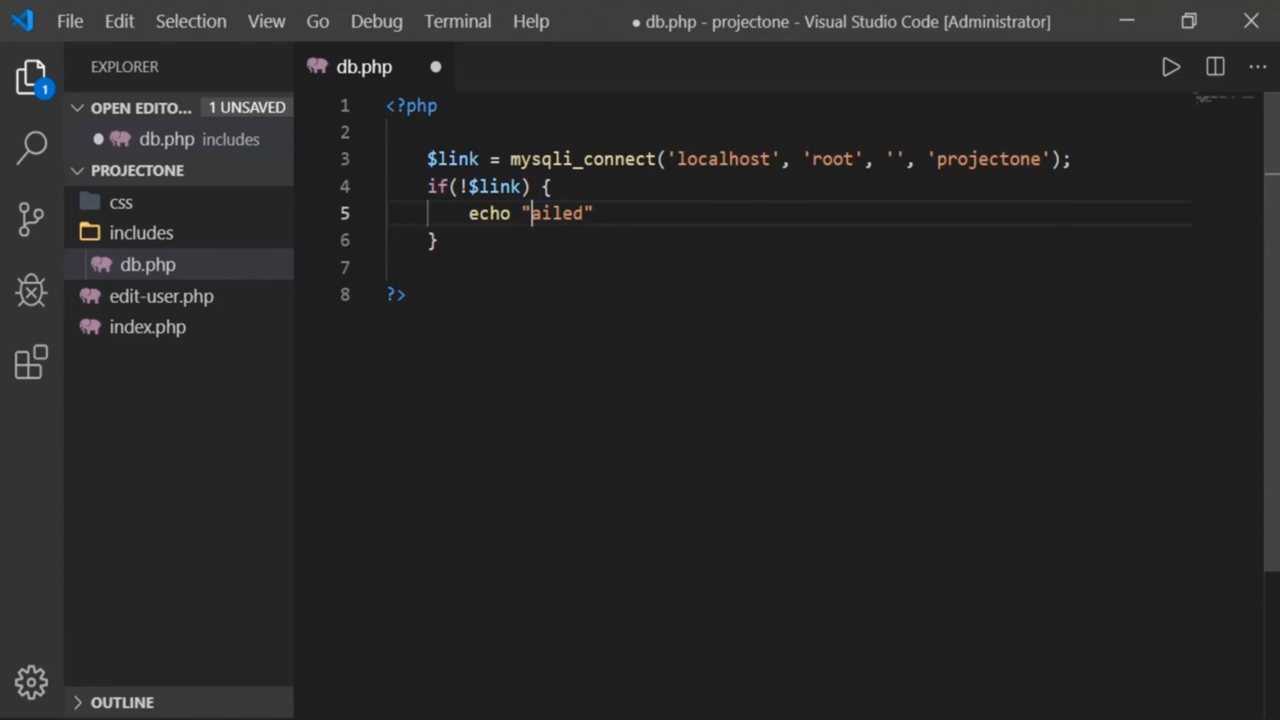 File Edit Selection View Go Debug Terminal Help ● db.php - projectone - Visual Studio Code [Administrator]
EXPLORER
db.php
OPEN EDITO... 1 UNSAVED
db.php includes
PROJECTONE
css
includes
db.php
edit-user.php
index.php
OUTLINE
1
1 <?php
2
3 $link = mysqli_connect('localhost', 'root', '', 'projectone');
4 if(!$link) {
5 echo "ailed"
6 }
7
8 ?>